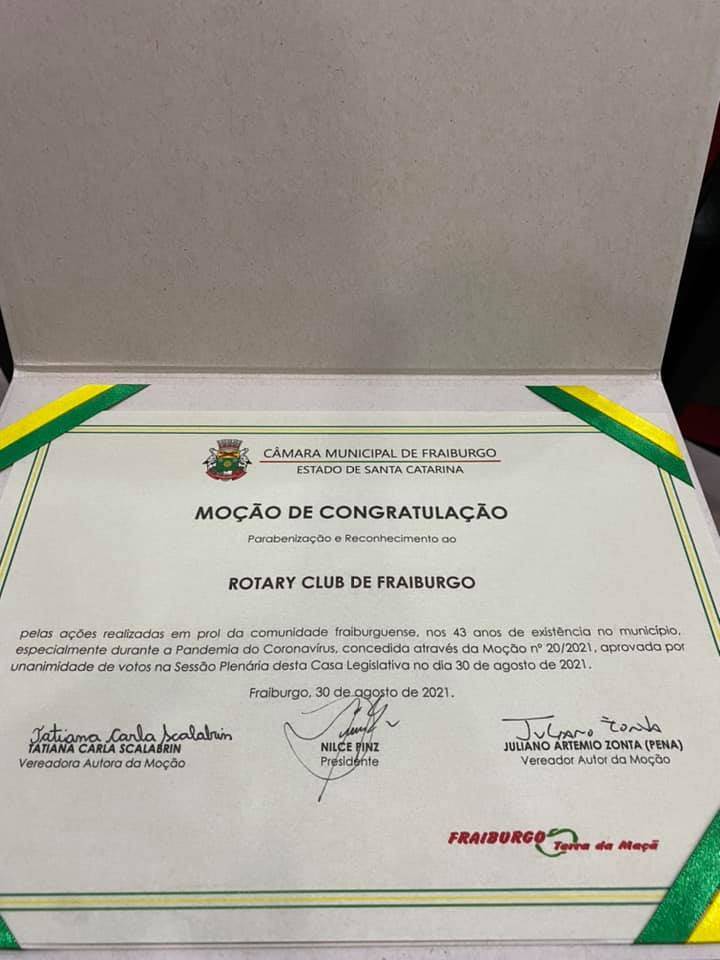 CÂMARA MUNICIPAL DE FRAIBURGO
ESTADO DE SANTA CATARINA
MOÇÃO DE CONGRATULAÇÃO
Parabenização e Reconhecimento ao
ROTARY CLUB DE FRAIBURGO
pelas ações realizadas em prol da comunidade fraiburguense, nos 43 anos de existência no município,
especialmente durante a Pandemia do Coronavírus, concedida através da Moção nº 20/2021, aprovada por
unanimidade de votos na Sessão Plenária desta Casa Legislativa no dia 30 de agosto de 2021.
Fraiburgo, 30 de agosto de 2021.
Tatiana Carla Scalabrin
TATIANA CARLA SCALABRIN
Vereadora Autora da Moção
NILCE PINZ
Presidente
Juliano Zonta
JULIANO ARTEMIO ZONTA (PENA)
Vereador Autor da Moção
FRAIBURGO
Terra da Maçã